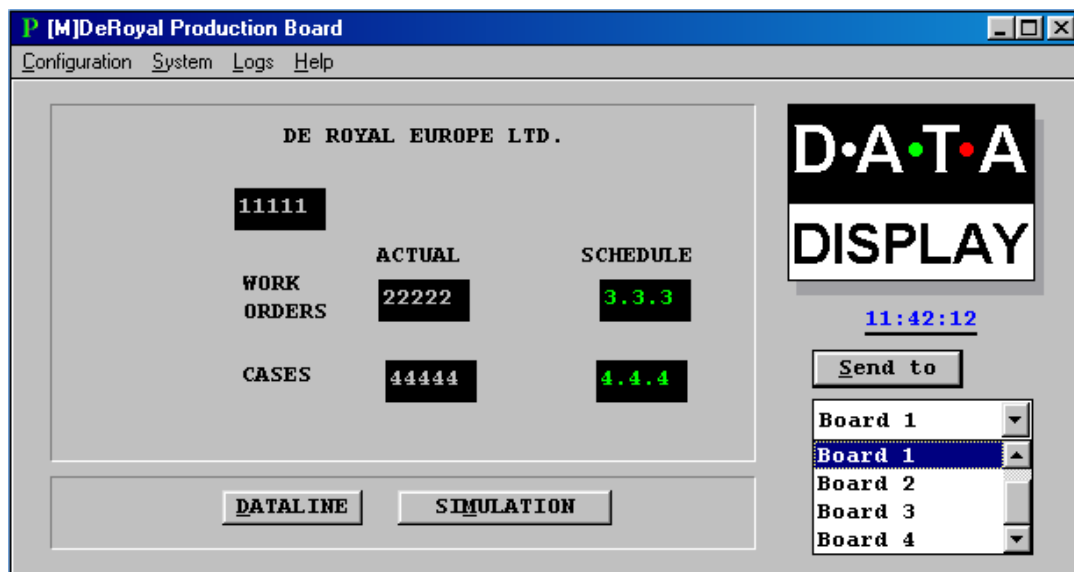 P [M]DeRoyal Production Board
Configuration System Logs Help
DE ROYAL EUROPE LTD.
11111
ACTUAL SCHEDULE
WORK
ORDERS 22222 3.3.3
CASES 44444 4.4.4
DATALINE SIMULATION
D•A•T•A
DISPLAY
11:42:12
Send to
Board 1
Board 1
Board 2
Board 3
Board 4